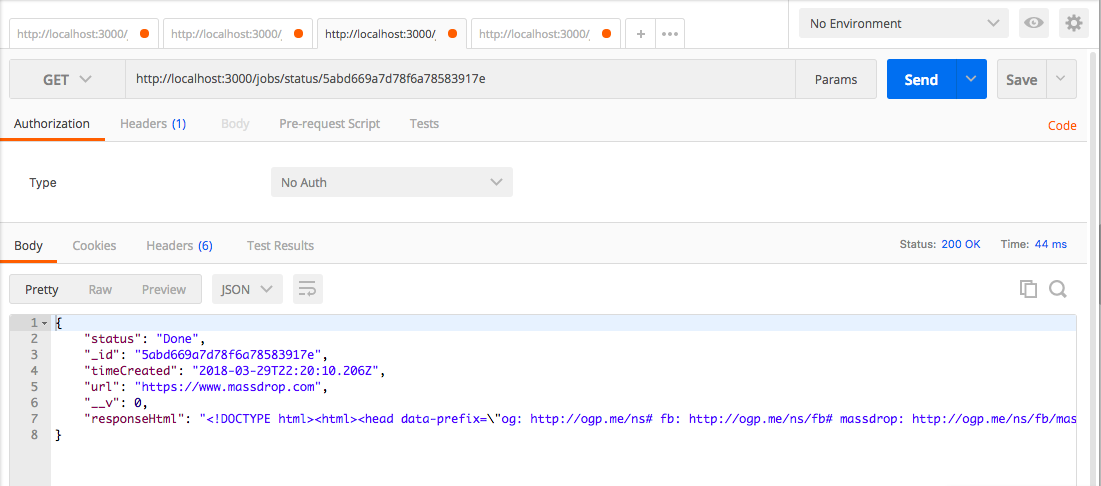 http://localhost:3000/ http://localhost:3000/ http://localhost:3000/ http://localhost:3000/ + ••• No Environment
GET http://localhost:3000/jobs/status/5abd669a7d78f6a78583917e Params Send Save
Authorization Headers (1) Body Pre-request Script Tests Code
Type No Auth
Body Cookies Headers (6) Test Results Status: 200 OK Time: 44 ms
Pretty Raw Preview JSON
1 {
2 "status": "Done",
3 "_id": "5abd669a7d78f6a78583917e",
4 "timeCreated": "2018-03-29T22:20:10.206Z",
5 "url": "https://www.massdrop.com",
6 "__v": 0,
7 "responseHtml": "<!DOCTYPE html><html><head data-prefix=\"og: http://ogp.me/ns# fb: http://ogp.me/ns/fb# massdrop: http://ogp.me/ns/fb/mas
8 }